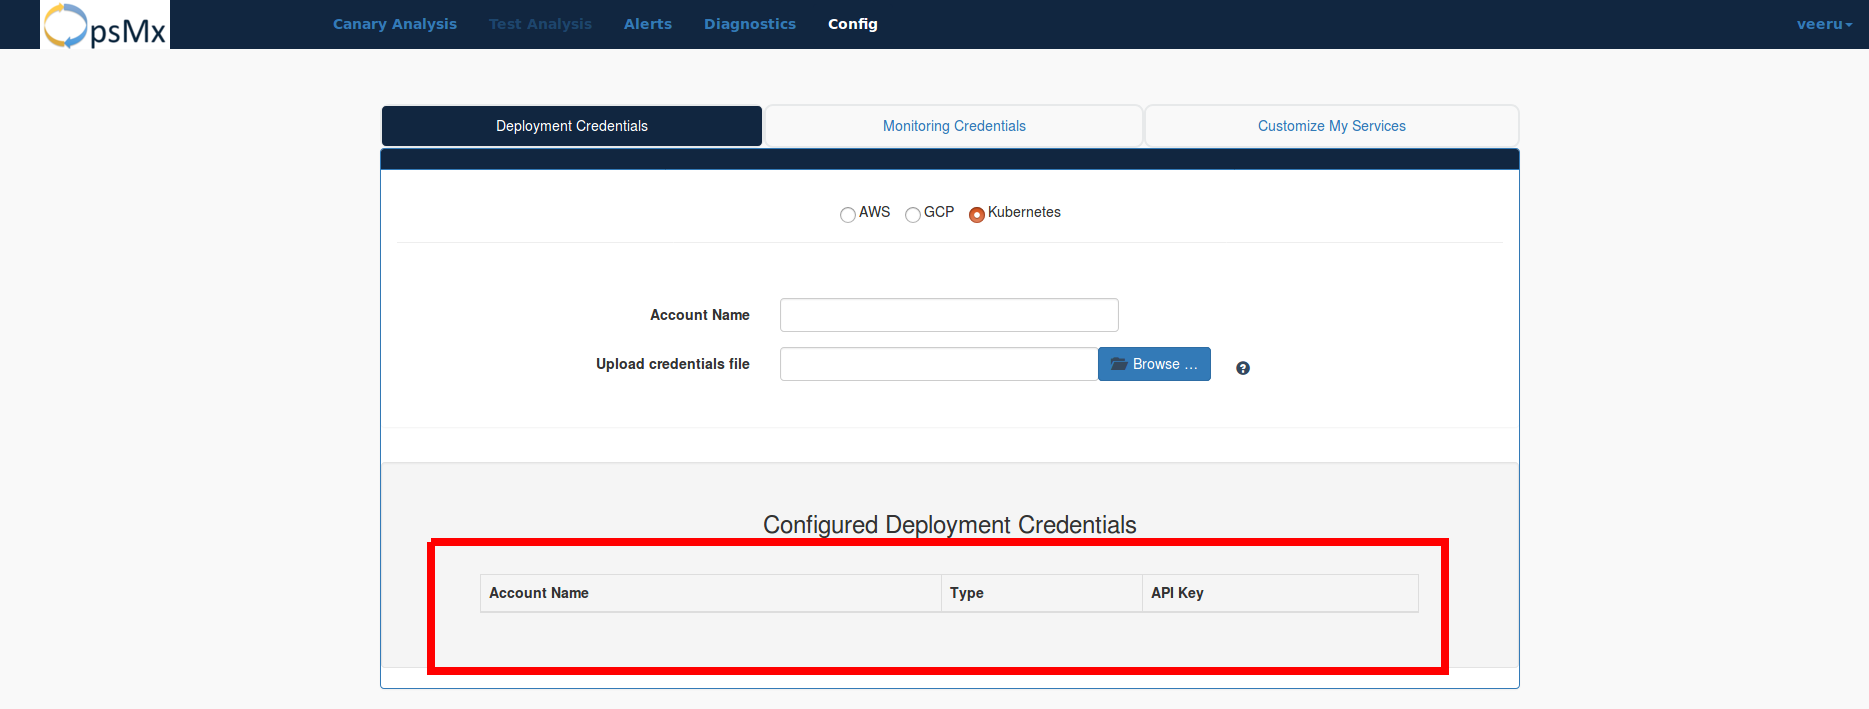 OpsMx Canary Analysis Test Analysis Alerts Diagnostics Config veeru
Deployment Credentials Monitoring Credentials Customize My Services
AWS GCP Kubernetes
Account Name
Upload credentials file Browse ...
Configured Deployment Credentials
Account Name Type API Key